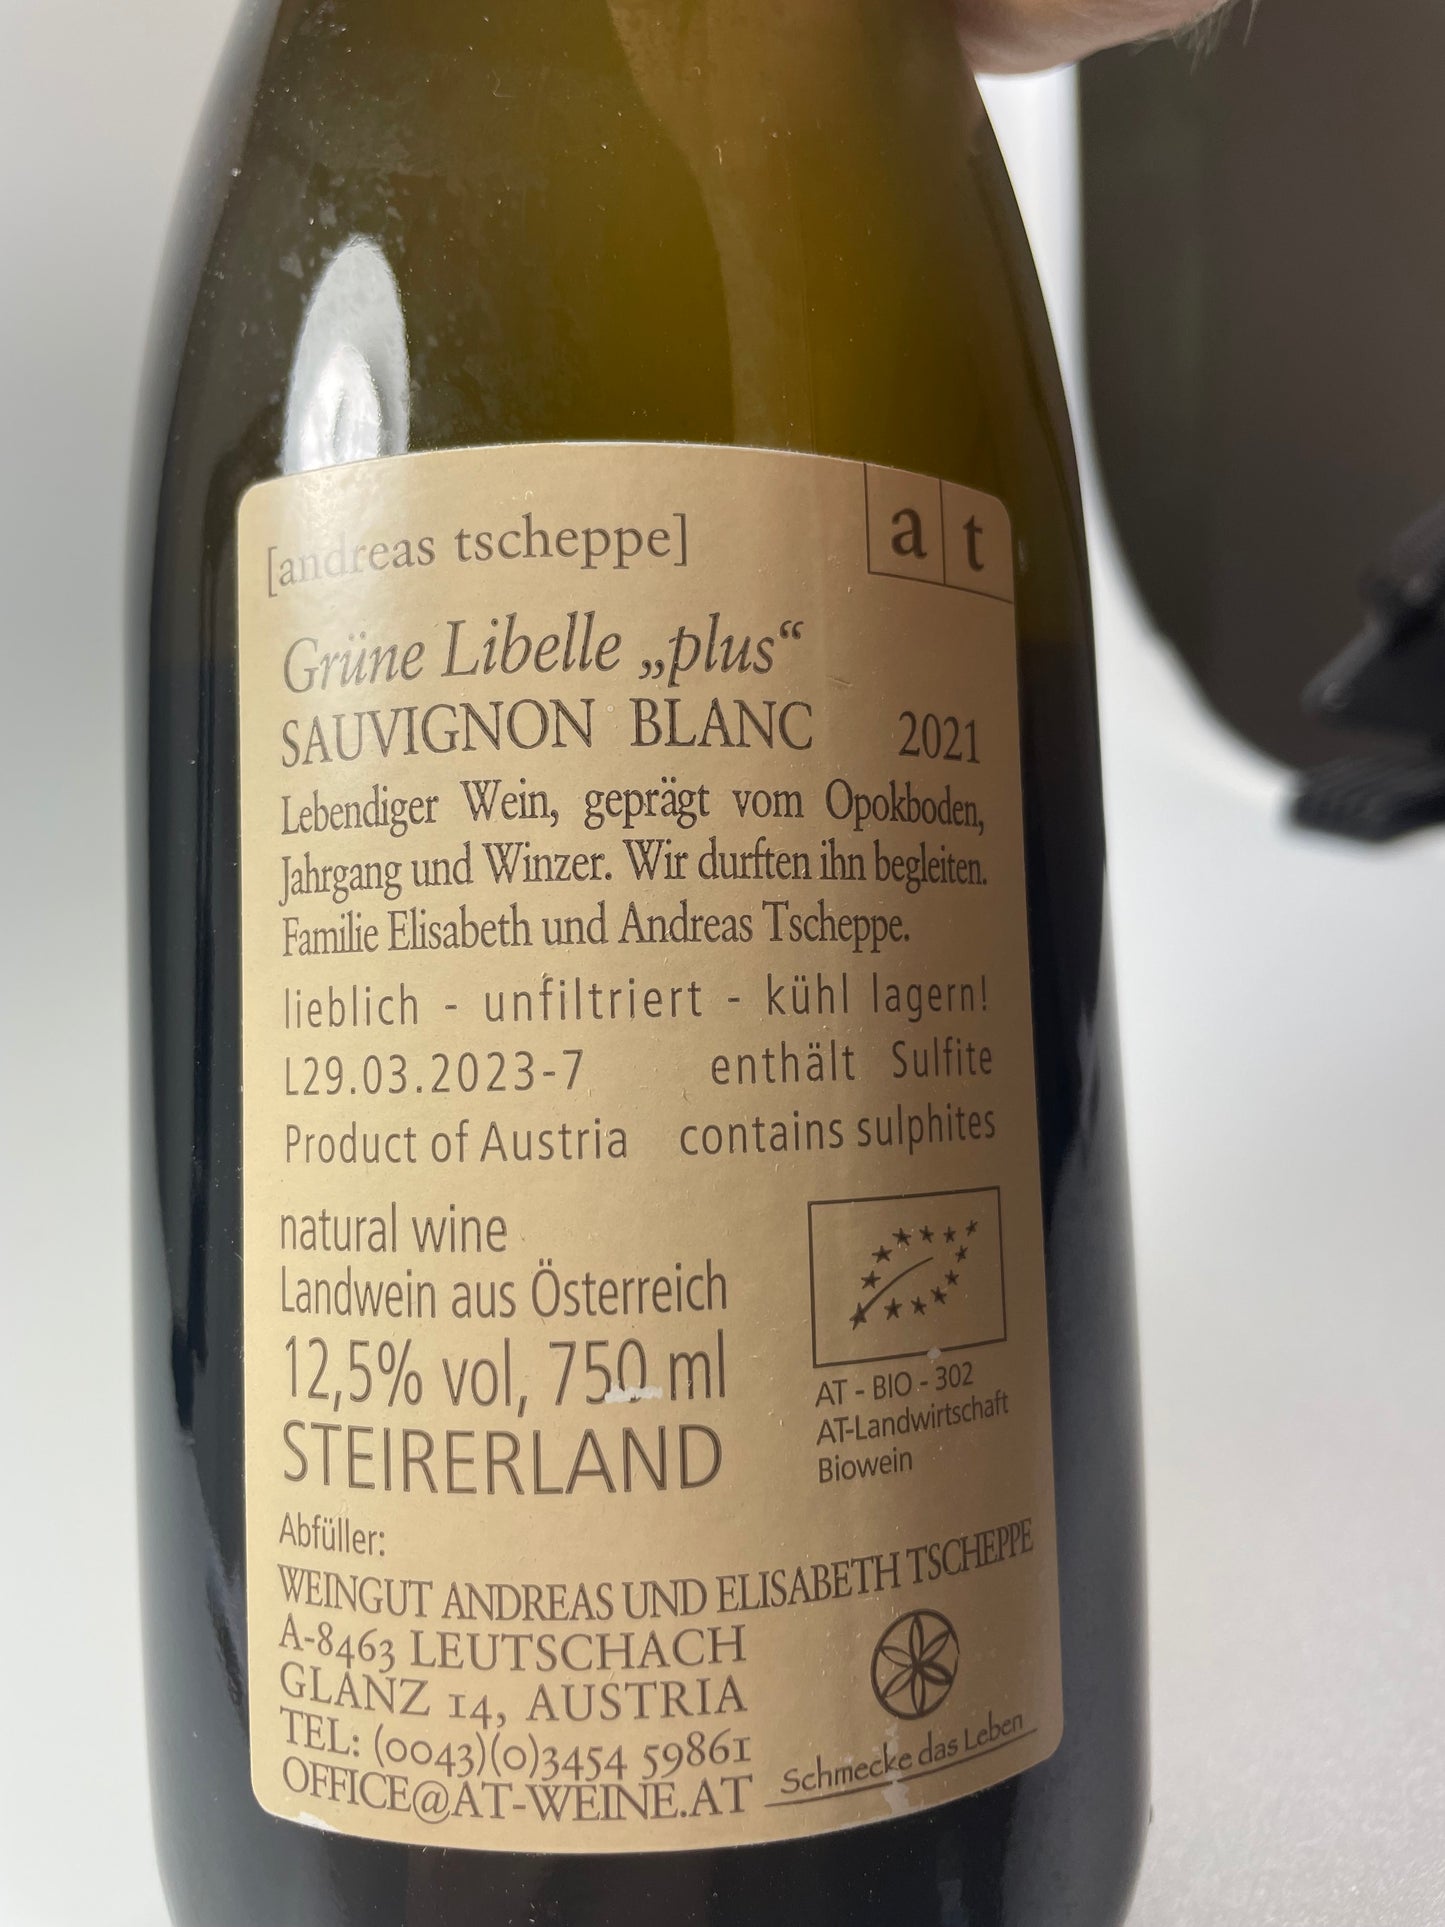 [andreas tscheppe]
a t
Grüne Libelle „plus“
SAUVIGNON BLANC 2021
Lebendiger Wein, geprägt vom Opokboden,
Jahrgang und Winzer. Wir durften ihn begleiten.
Familie Elisabeth und Andreas Tscheppe.
lieblich - unfiltriert - kühl lagern!
L29.03.2023-7 enthält Sulfite
Product of Austria contains sulphites
natural wine
Landwein aus Österreich
12,5% vol, 750 ml
STEIRERLAND
AT - BIO - 302
AT-Landwirtschaft
Biowein
Abfüller:
WEINGUT ANDREAS UND ELISABETH TSCHEPPE
A-8463 LEUTSCHACH
GLANZ 14, AUSTRIA
TEL: (0043)(0)3454 59861
OFFICE@AT-WEINE.AT
Schmecke das Leben